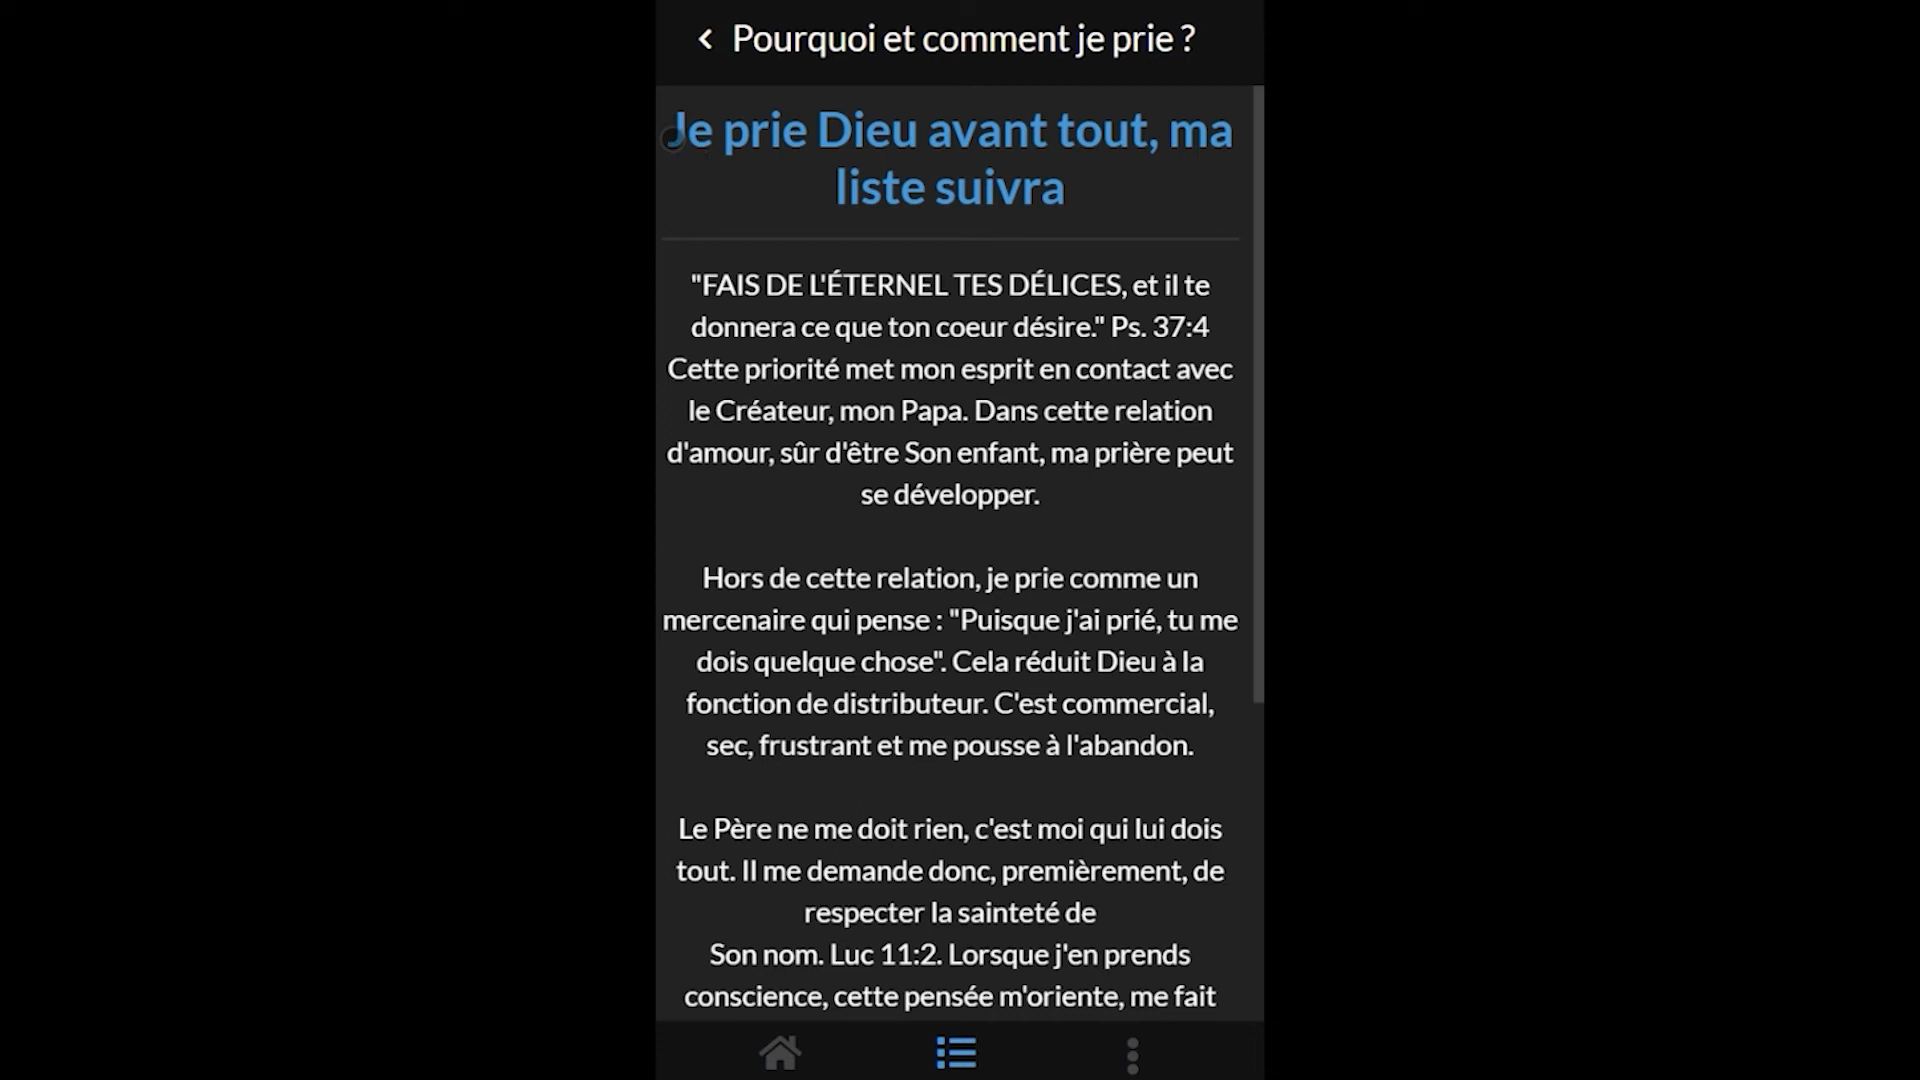 Pourquoi et comment je prie ?
Je prie Dieu avant tout, ma
liste suivra
"FAIS DE L'ÉTERNEL TES DÉLICES, et il te
donnera ce que ton coeur désire." Ps. 37:4
Cette priorité met mon esprit en contact avec
le Créateur, mon Papa. Dans cette relation
d'amour, sûr d'être Son enfant, ma prière peut
se développer.
Hors de cette relation, je prie comme un
mercenaire qui pense : "Puisque j'ai prié, tu me
dois quelque chose". Cela réduit Dieu à la
fonction de distributeur. C'est commercial,
sec, frustrant et me pousse à l'abandon.
Le Père ne me doit rien, c'est moi qui lui dois
tout. Il me demande donc, premièrement, de
respecter la sainteté de
Son nom. Luc 11:2. Lorsque j'en prends
conscience, cette pensée m'oriente, me fait